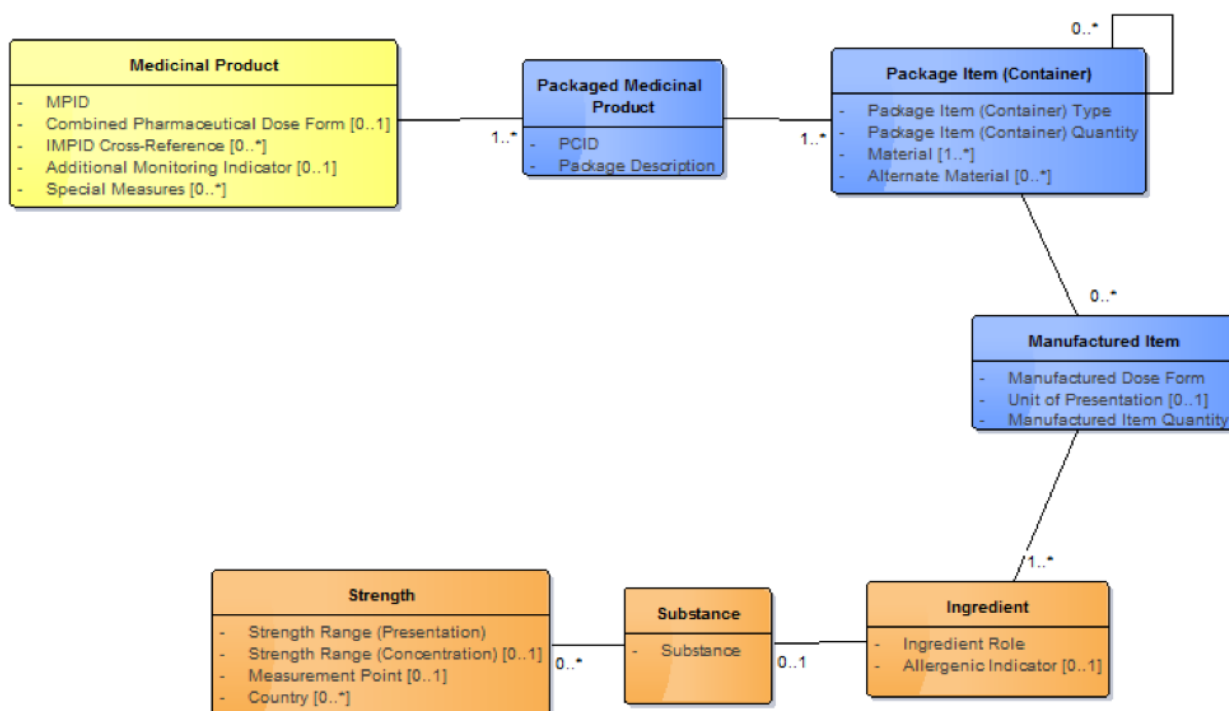 0..*
Medicinal Product
- MPID
- Combined Pharmaceutical Dose Form [0..1]
- IMPID Cross-Reference [0..*]
- Additional Monitoring Indicator [0..1]
- Special Measures [0..*]
1..*
Packaged Medicinal
Product
- PCID
- Package Description
1..*
Package Item (Container)
- Package Item (Container) Type
- Package Item (Container) Quantity
- Material [1..*]
- Alternate Material [0..*]
0..*
Manufactured Item
- Manufactured Dose Form
- Unit of Presentation [0..1]
- Manufactured Item Quantity
1..*
Strength
- Strength Range (Presentation)
- Strength Range (Concentration) [0..1]
- Measurement Point [0..1]
- Country [0..*]
0..*
Substance
- Substance
0..1
Ingredient
- Ingredient Role
- Allergenic Indicator [0..1]